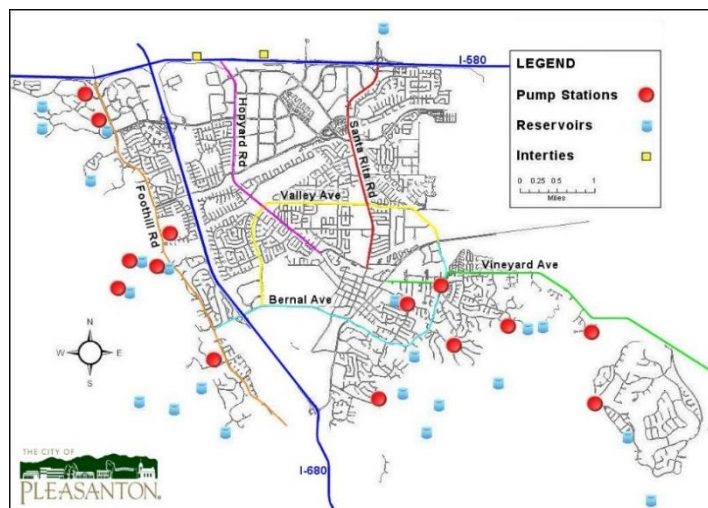 I-580
LEGEND
Pump Stations
Reservoirs
Interties
0 0.25 0.5 1
Miles
Hopyard Rd
Santa Rita Rd
Foothill Rd
Valley Ave
Vineyard Ave
Bernal Ave
N
W E
S
I-680
THE CITY OF
PLEASANTON.